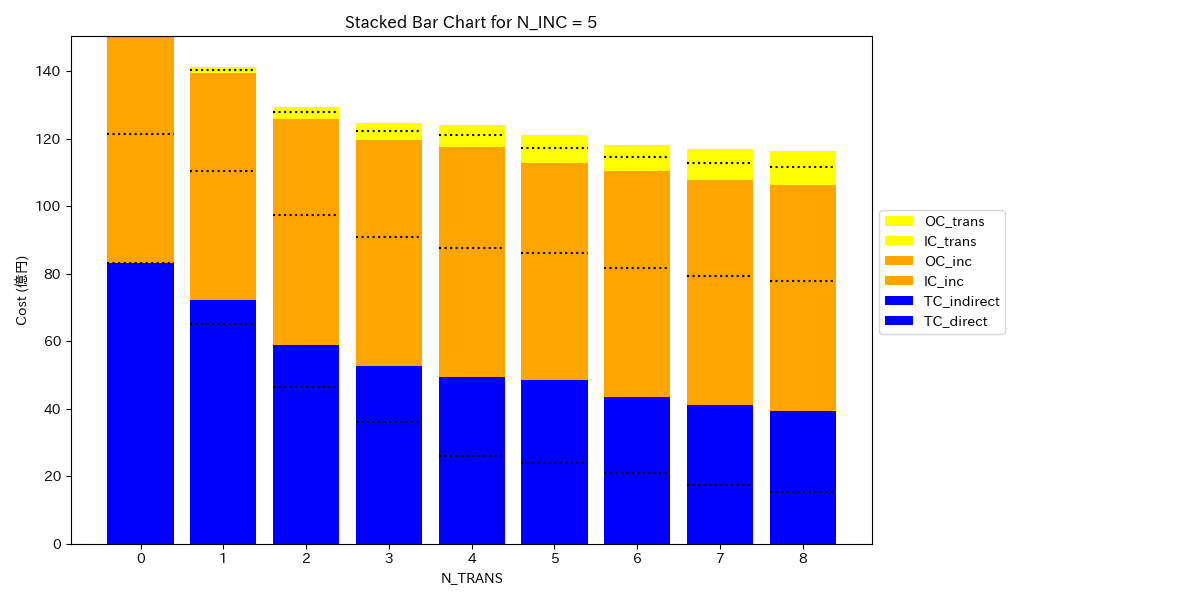 Stacked Bar Chart for N_INC = 5
Cost (億円)
140
120
100
80
60
40
20
0
0 1 2 3 4 5 6 7 8
N_TRANS
OC_trans
IC_trans
OC_inc
IC_inc
TC_indirect
TC_direct